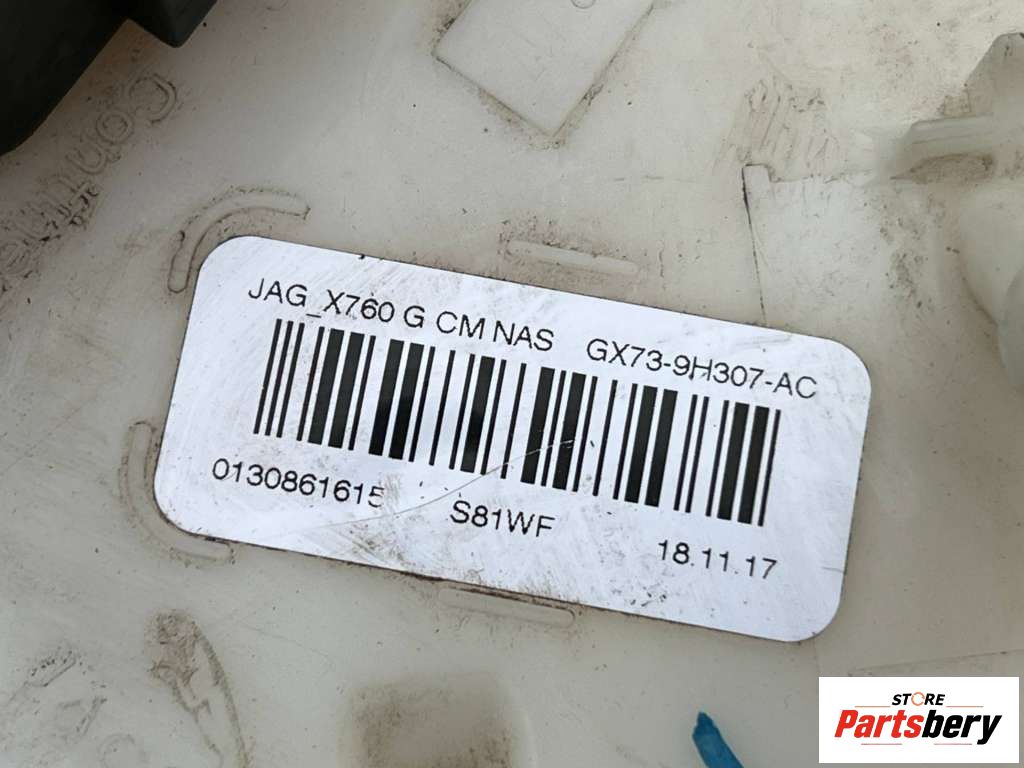 JAG_X760 G CM NAS GX73-9H307-AC
0130861615 S81WF 18.11.17
STORE
Partsbery